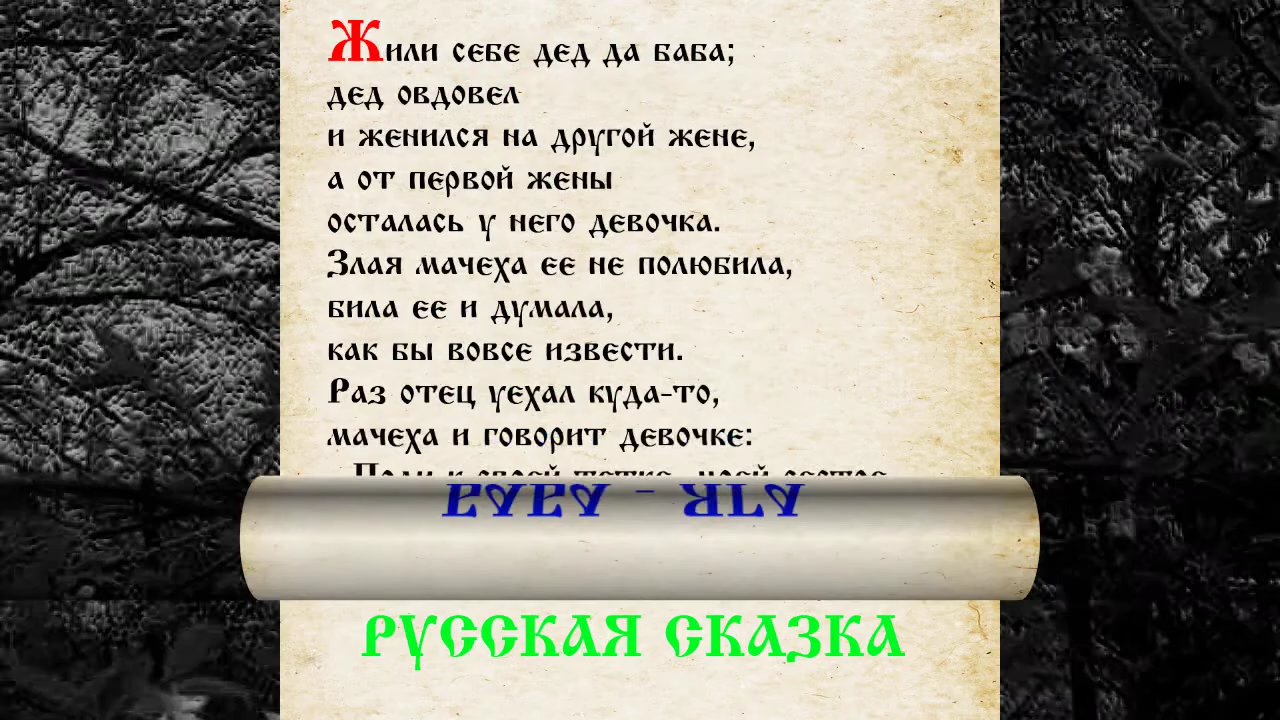 Жили себе дед да баба;
дед овдовел
и женился на другой жене,
а от первой жены
осталась у него девочка.
Злая мачеха ее не полюбила,
била ее и думала,
как бы вовсе извести.
Раз отец уехал куда-то,
мачеха и говорит девочке:
БАБА - ЯГА
РУССКАЯ СКАЗКА